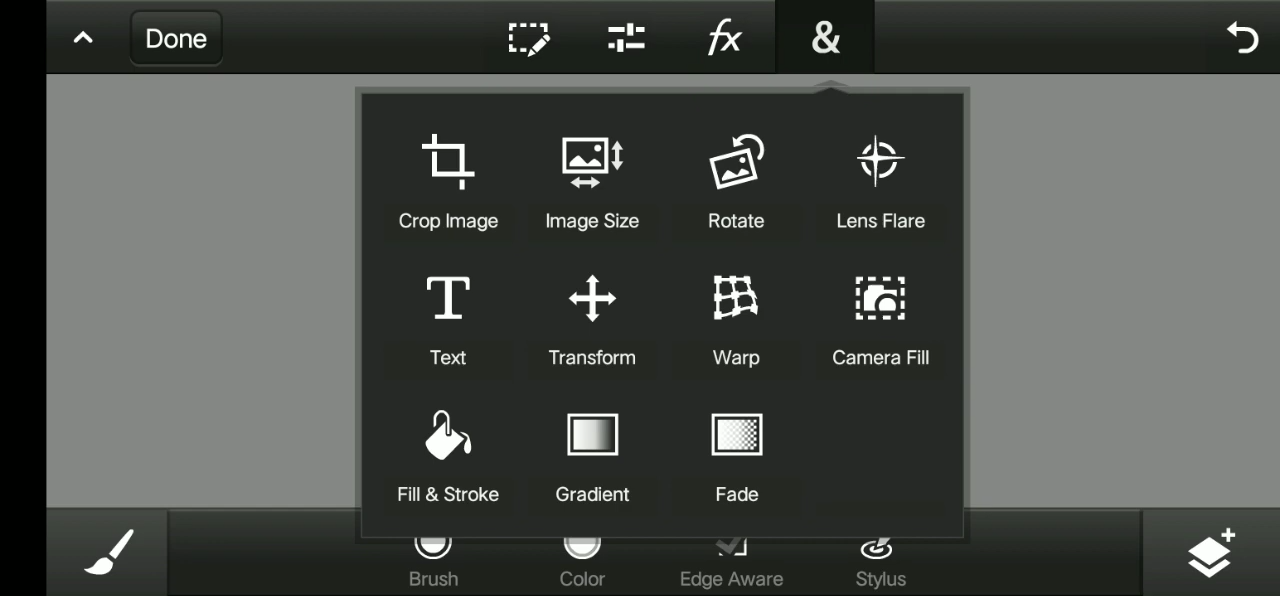 Done
fx
&
Crop Image
Image Size
Rotate
Lens Flare
Text
Transform
Warp
Camera Fill
Fill & Stroke
Gradient
Fade
Brush
Color
Edge Aware
Stylus